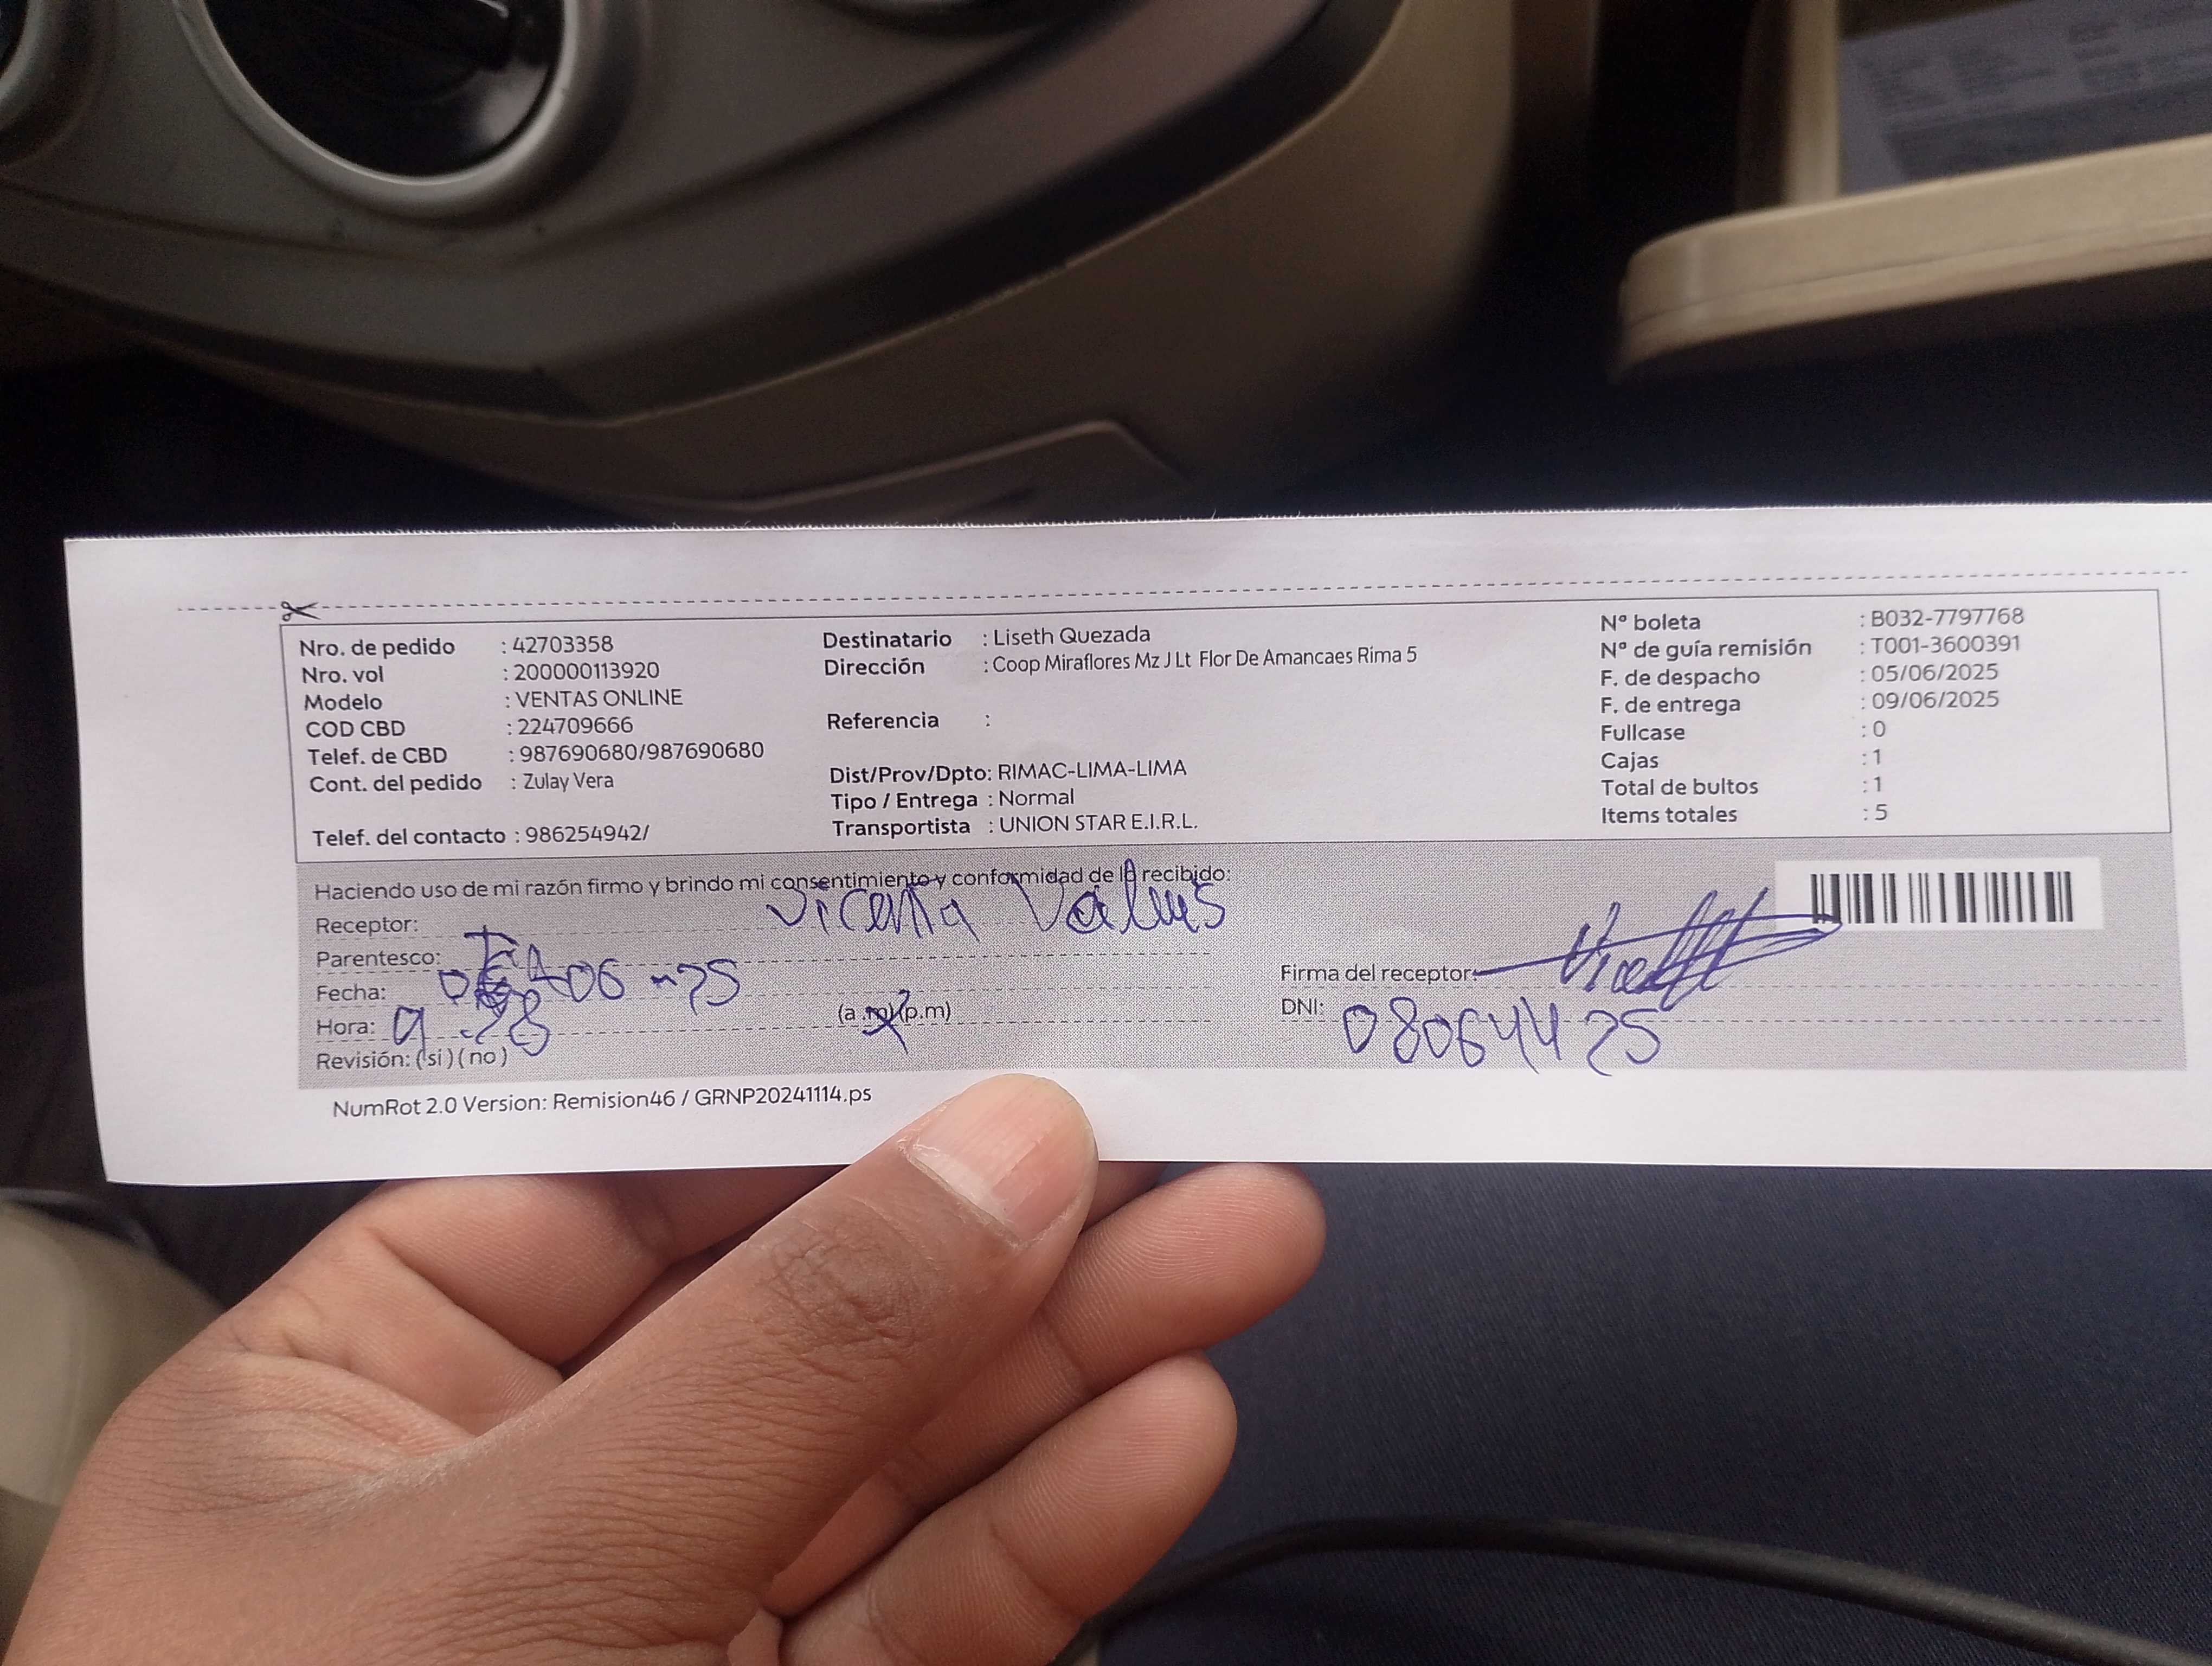 Nro. de pedido : 42703358
Nro. vol : 200000113920
Modelo : VENTAS ONLINE
COD CBD : 224709666
Telef. de CBD : 987690680/987690680
Cont. del pedido : Zulay Vera
Telef. del contacto : 986254942/
Destinatario : Liseth Quezada
Dirección : Coop Miraflores Mz J Lt Flor De Amancaes Rima 5
Referencia :
Dist/Prov/Dpto: RIMAC-LIMA-LIMA
Tipo / Entrega : Normal
Transportista : UNION STAR E.I.R.L.
Nº boleta : B032-7797768
Nº de guía remisión : T001-3600391
F. de despacho : 05/06/2025
F. de entrega : 09/06/2025
Fullcase : 0
Cajas : 1
Total de bultos : 1
Items totales : 5
Haciendo uso de mi razón firmo y brindo mi consentimiento y conformidad de lo recibido:
Receptor:
Parentesco:
Fecha: 06-25
Hora: 9:28 (a.m)(p.m)
Revisión: (si) (no)
Firma del receptor:
DNI: 08064425
NumRot 2.0 Version: Remision46 / GRNP20241114.ps